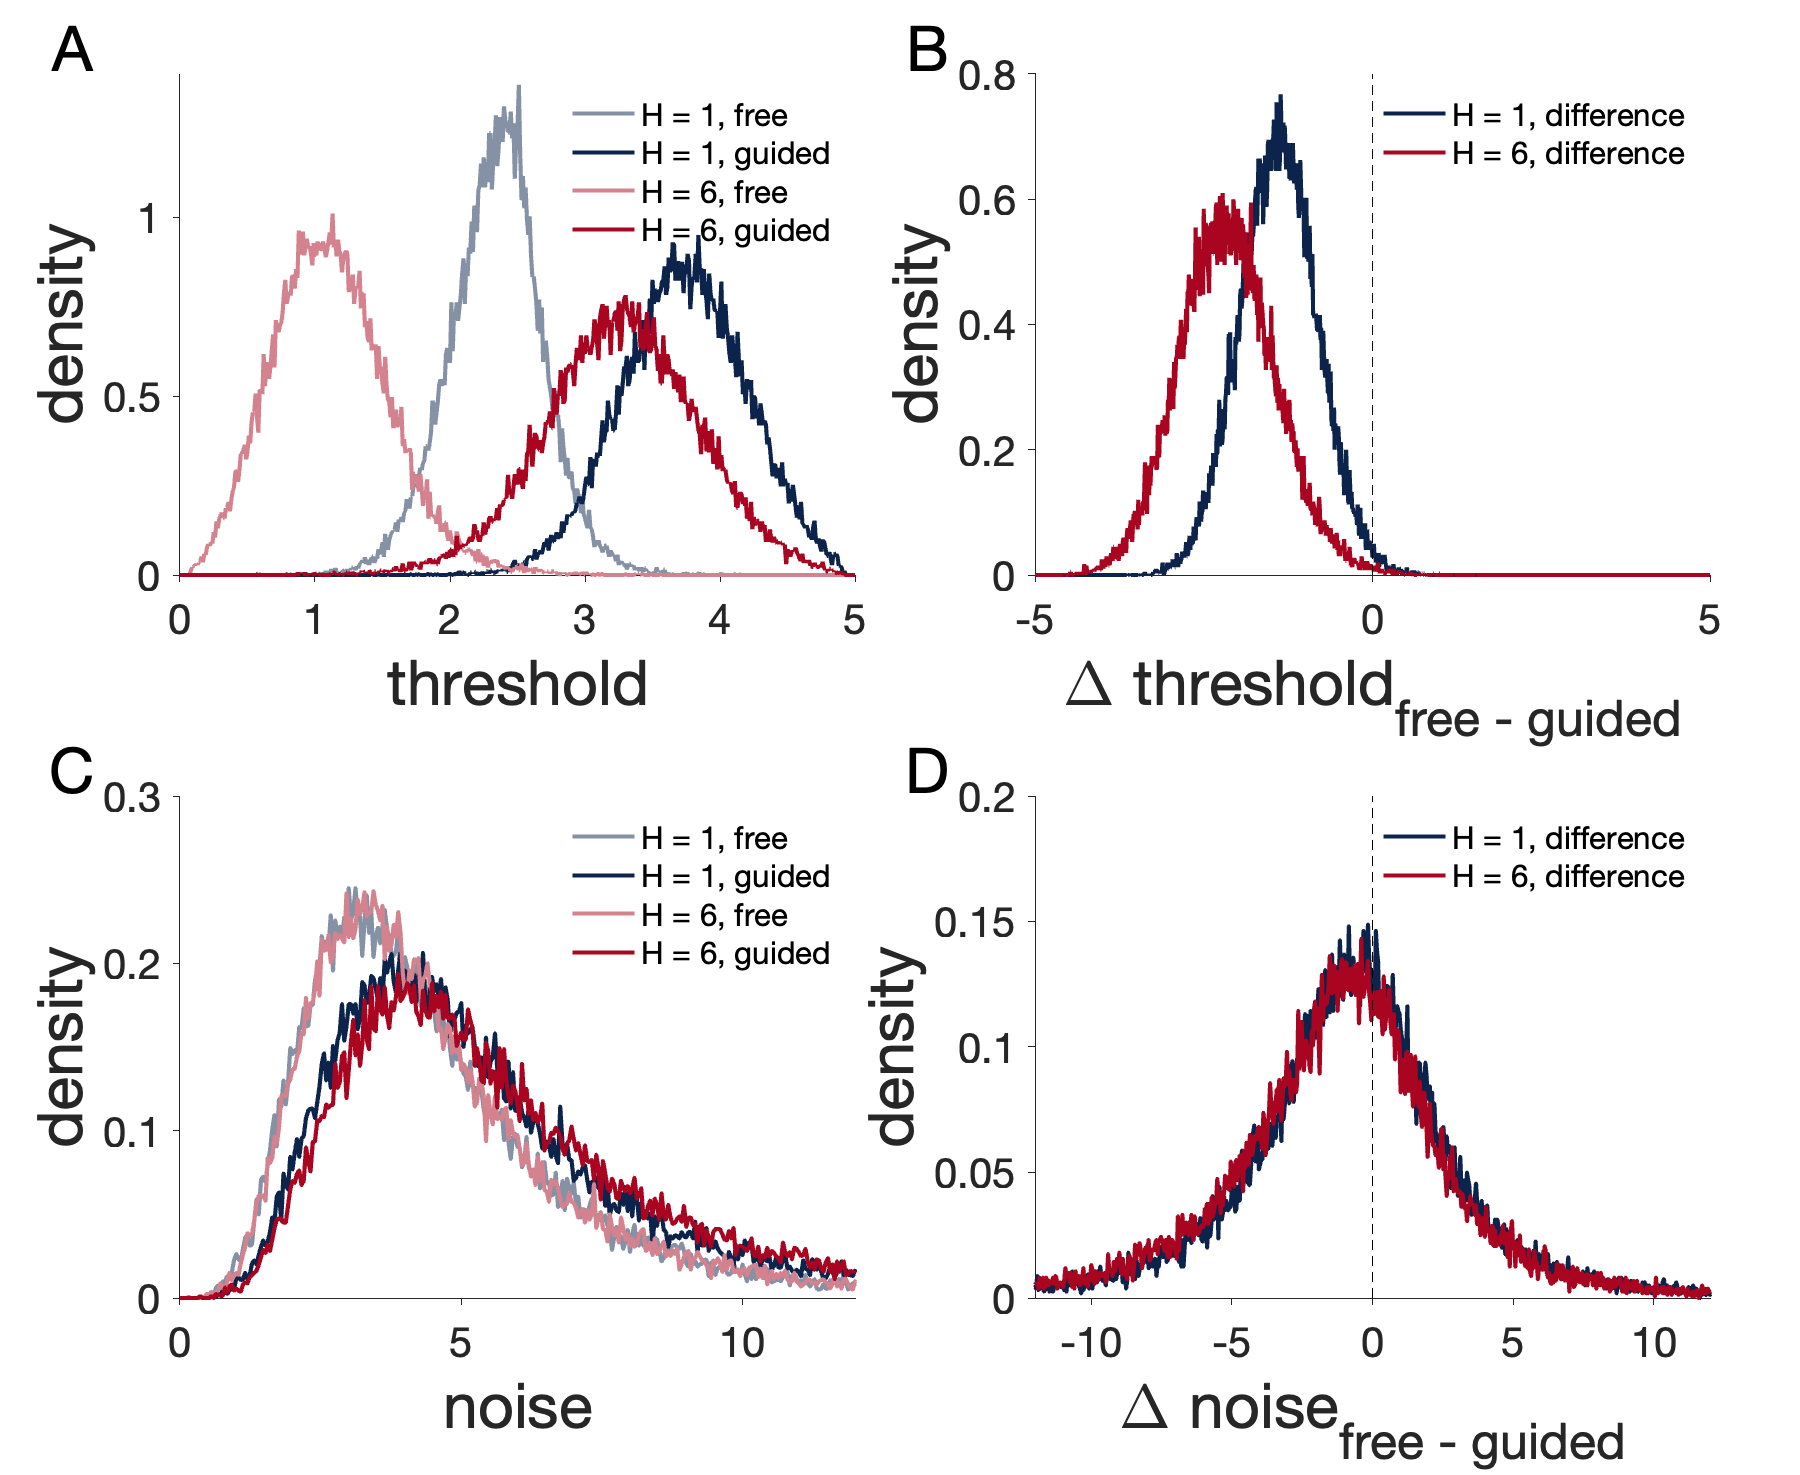 A
density
1
0.5
0
0 1 2 3 4 5
threshold
H = 1, free
H = 1, guided
H = 6, free
H = 6, guided
B
density
0.8
0.6
0.4
0.2
0
-5 0 5
Δ threshold free - guided
H = 1, difference
H = 6, difference
C
density
0.3
0.2
0.1
0
0 5 10
noise
H = 1, free
H = 1, guided
H = 6, free
H = 6, guided
D
density
0.2
0.15
0.1
0.05
0
-10 -5 0 5 10
Δ noise free - guided
H = 1, difference
H = 6, difference